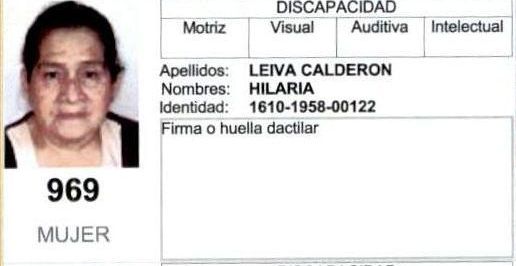 DISCAPACIDAD
Motriz Visual Auditiva Intelectual
Apellidos: LEIVA CALDERON
Nombres: HILARIA
Identidad: 1610-1958-00122
Firma o huella dactilar
969
MUJER